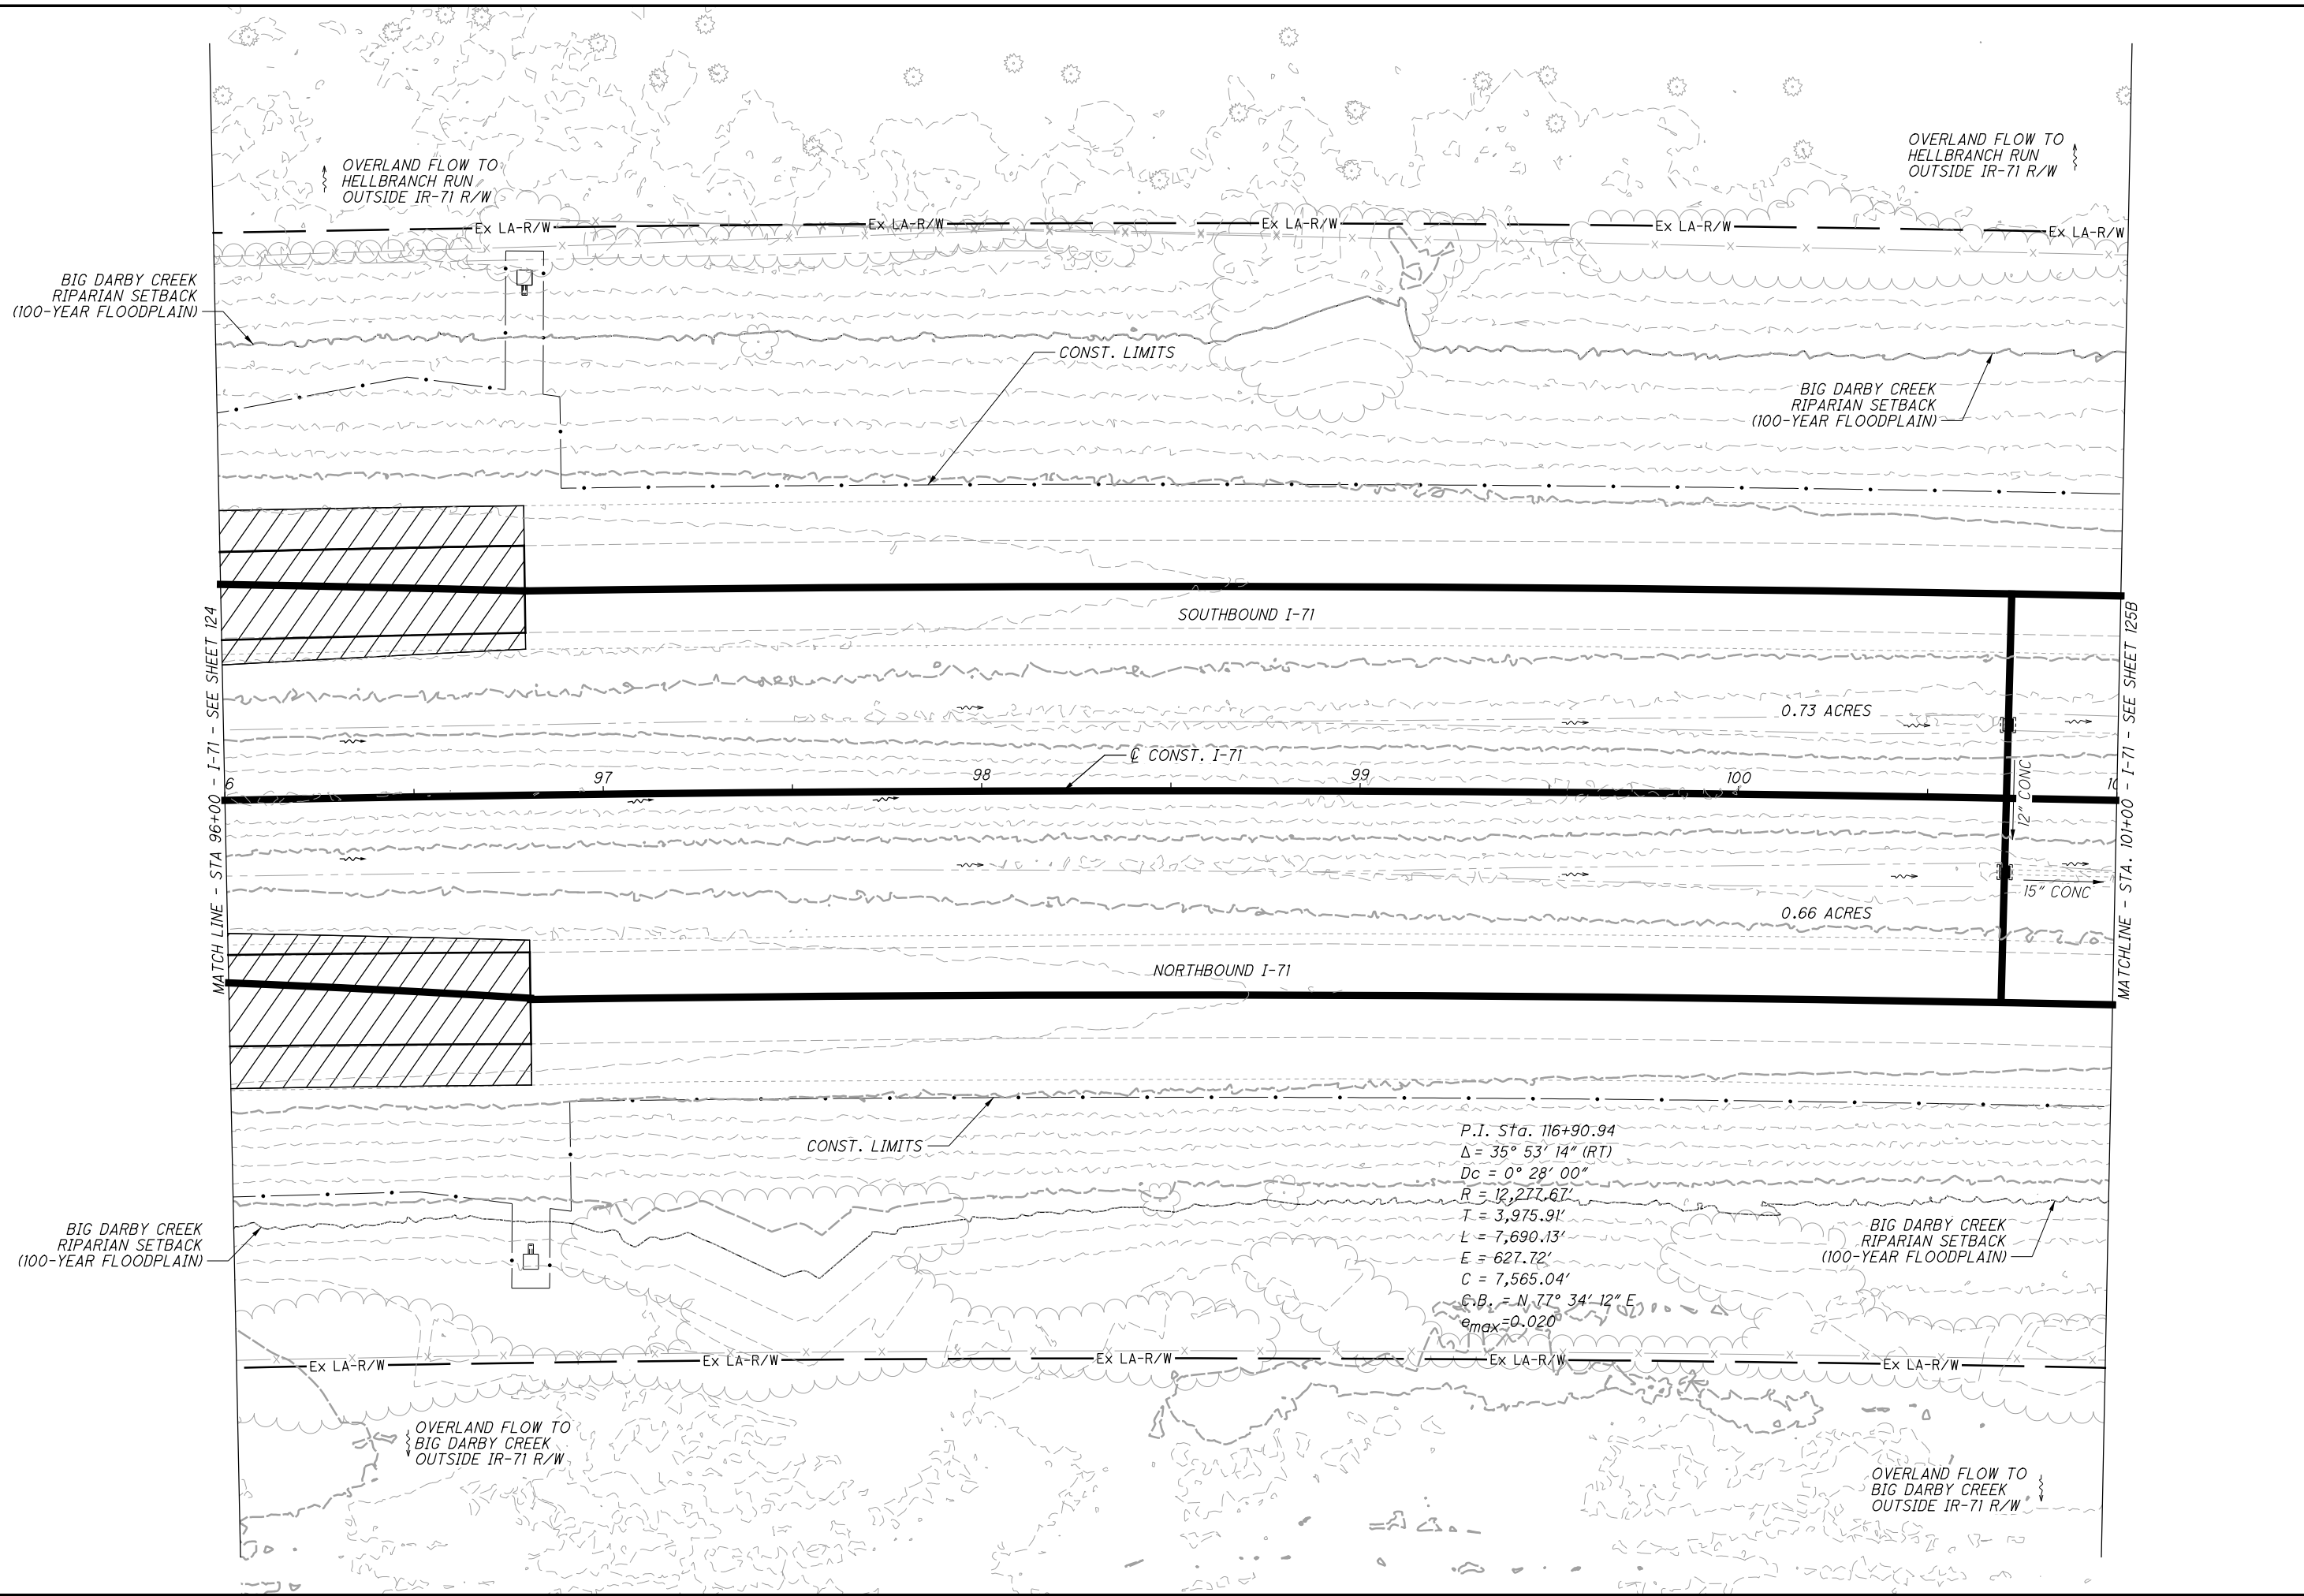 OVERLAND FLOW TO
HELLBRANCH RUN
OUTSIDE IR-71 R/W
OVERLAND FLOW TO
HELLBRANCH RUN
OUTSIDE IR-71 R/W
Ex LA-R/W
Ex LA-R/W
Ex LA-R/W
Ex LA-R/W
Ex LA-R/W
BIG DARBY CREEK
RIPARIAN SETBACK
(100-YEAR FLOODPLAIN)
CONST. LIMITS
BIG DARBY CREEK
RIPARIAN SETBACK
(100-YEAR FLOODPLAIN)
SOUTHBOUND I-71
MATCH LINE - STA 96+00 - I-71 - SEE SHEET 124
MATCHLINE - STA. 101+00 - I-71 - SEE SHEET 125B
0.73 ACRES
℄ CONST. I-71
6
97
98
99
100
10
12" CONC
15" CONC
0.66 ACRES
NORTHBOUND I-71
CONST. LIMITS
P.I. Sta. 116+90.94
Δ = 35° 53' 14" (RT)
Dc = 0° 28' 00"
R = 12,277.67'
T = 3,975.91'
L = 7,690.13'
E = 627.72'
C = 7,565.04'
C.B. = N 77° 34' 12" E
emax=0.020
BIG DARBY CREEK
RIPARIAN SETBACK
(100-YEAR FLOODPLAIN)
BIG DARBY CREEK
RIPARIAN SETBACK
(100-YEAR FLOODPLAIN)
Ex LA-R/W
Ex LA-R/W
Ex LA-R/W
Ex LA-R/W
Ex LA-R/W
OVERLAND FLOW TO
BIG DARBY CREEK
OUTSIDE IR-71 R/W
OVERLAND FLOW TO
BIG DARBY CREEK
OUTSIDE IR-71 R/W